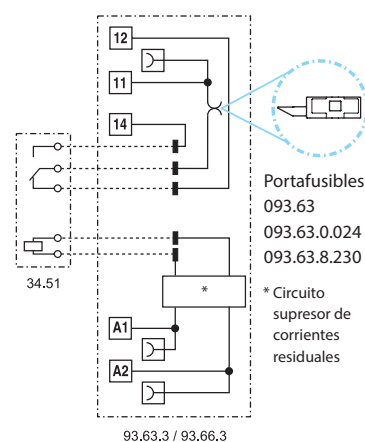 12
11
14
34.51
*
A1
A2
93.63.3 / 93.66.3
Portafusibles
093.63
093.63.0.024
093.63.8.230
* Circuito
supresor de
corrientes
residuales